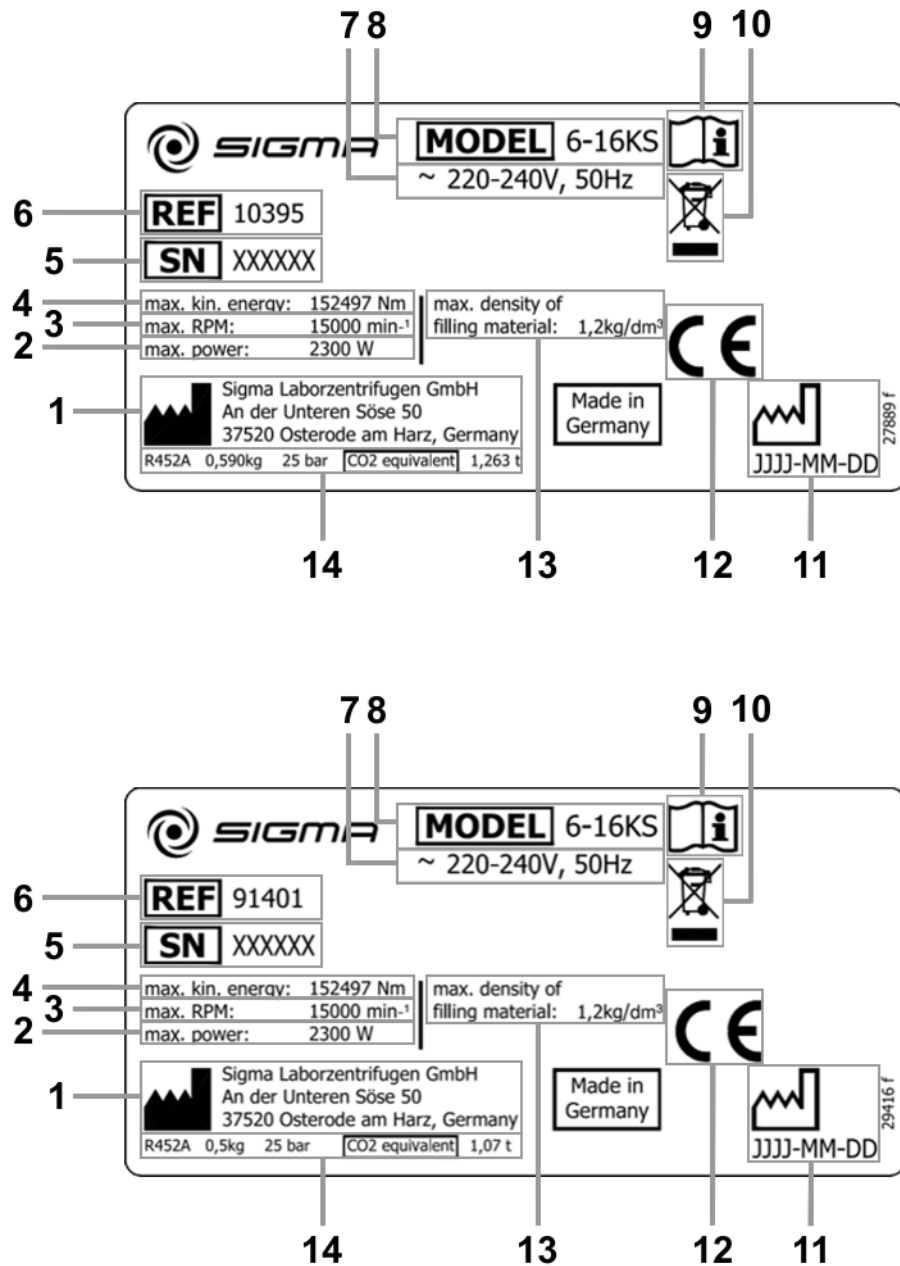 7 8 9 10
SIGMA
MODEL 6-16KS
~ 220-240V, 50Hz
6 REF 10395
5 SN XXXXXX
4 max. kin. energy: 152497 Nm
3 max. RPM: 15000 min-¹
2 max. power: 2300 W
max. density of
filling material: 1,2kg/dm³
CE
1 Sigma Laborzentrifugen GmbH
An der Unteren Söse 50
37520 Osterode am Harz, Germany
R452A 0,590kg 25 bar CO2 equivalent 1,263 t
Made in
Germany
JJJJ-MM-DD
27889 f
14 13 12 11
7 8 9 10
SIGMA
MODEL 6-16KS
~ 220-240V, 50Hz
6 REF 91401
5 SN XXXXXX
4 max. kin. energy: 152497 Nm
3 max. RPM: 15000 min-¹
2 max. power: 2300 W
max. density of
filling material: 1,2kg/dm³
CE
1 Sigma Laborzentrifugen GmbH
An der Unteren Söse 50
37520 Osterode am Harz, Germany
R452A 0,5kg 25 bar CO2 equivalent 1,07 t
Made in
Germany
JJJJ-MM-DD
29416 f
14 13 12 11